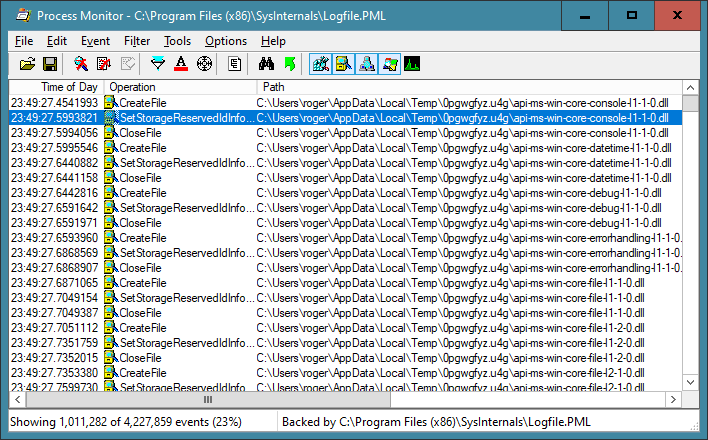 Process Monitor - C:\Program Files (x86)\SysInternals\Logfile.PML
File Edit Event Filter Tools Options Help
Time of Day Operation Path
23:49:27.4541993 CreateFile C:\Users\roger\AppData\Local\Temp\0pgwgfyz.u4g\api-ms-win-core-console-l1-1-0.dll
23:49:27.5993821 SetStorageReservedIdInfo... C:\Users\roger\AppData\Local\Temp\0pgwgfyz.u4g\api-ms-win-core-console-l1-1-0.dll
23:49:27.5994056 CloseFile C:\Users\roger\AppData\Local\Temp\0pgwgfyz.u4g\api-ms-win-core-console-l1-1-0.dll
23:49:27.5995546 CreateFile C:\Users\roger\AppData\Local\Temp\0pgwgfyz.u4g\api-ms-win-core-datetime-l1-1-0.dll
23:49:27.6440882 SetStorageReservedIdInfo... C:\Users\roger\AppData\Local\Temp\0pgwgfyz.u4g\api-ms-win-core-datetime-l1-1-0.dll
23:49:27.6441158 CloseFile C:\Users\roger\AppData\Local\Temp\0pgwgfyz.u4g\api-ms-win-core-datetime-l1-1-0.dll
23:49:27.6442816 CreateFile C:\Users\roger\AppData\Local\Temp\0pgwgfyz.u4g\api-ms-win-core-debug-l1-1-0.dll
23:49:27.6591642 SetStorageReservedIdInfo... C:\Users\roger\AppData\Local\Temp\0pgwgfyz.u4g\api-ms-win-core-debug-l1-1-0.dll
23:49:27.6591971 CloseFile C:\Users\roger\AppData\Local\Temp\0pgwgfyz.u4g\api-ms-win-core-debug-l1-1-0.dll
23:49:27.6593960 CreateFile C:\Users\roger\AppData\Local\Temp\0pgwgfyz.u4g\api-ms-win-core-errorhandling-l1-1-0.
23:49:27.6868569 SetStorageReservedIdInfo... C:\Users\roger\AppData\Local\Temp\0pgwgfyz.u4g\api-ms-win-core-errorhandling-l1-1-0.
23:49:27.6868907 CloseFile C:\Users\roger\AppData\Local\Temp\0pgwgfyz.u4g\api-ms-win-core-errorhandling-l1-1-0.
23:49:27.6871065 CreateFile C:\Users\roger\AppData\Local\Temp\0pgwgfyz.u4g\api-ms-win-core-file-l1-1-0.dll
23:49:27.7049154 SetStorageReservedIdInfo... C:\Users\roger\AppData\Local\Temp\0pgwgfyz.u4g\api-ms-win-core-file-l1-1-0.dll
23:49:27.7049387 CloseFile C:\Users\roger\AppData\Local\Temp\0pgwgfyz.u4g\api-ms-win-core-file-l1-1-0.dll
23:49:27.7051112 CreateFile C:\Users\roger\AppData\Local\Temp\0pgwgfyz.u4g\api-ms-win-core-file-l1-2-0.dll
23:49:27.7351759 SetStorageReservedIdInfo... C:\Users\roger\AppData\Local\Temp\0pgwgfyz.u4g\api-ms-win-core-file-l1-2-0.dll
23:49:27.7352015 CloseFile C:\Users\roger\AppData\Local\Temp\0pgwgfyz.u4g\api-ms-win-core-file-l1-2-0.dll
23:49:27.7353380 CreateFile C:\Users\roger\AppData\Local\Temp\0pgwgfyz.u4g\api-ms-win-core-file-l2-1-0.dll
23:49:27.7599730 SetStorageReservedIdInfo... C:\Users\roger\AppData\Local\Temp\0pgwgfyz.u4g\api-ms-win-core-file-l2-1-0.dll
Showing 1,011,282 of 4,227,859 events (23%) Backed by C:\Program Files (x86)\SysInternals\Logfile.PML